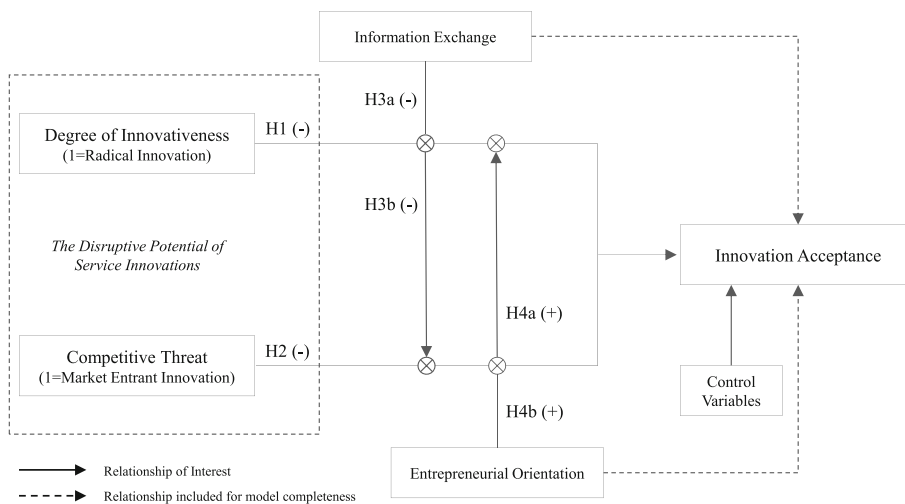 Information Exchange
H3a (-)
Degree of Innovativeness
(1=Radical Innovation)
H1 (-)
H3b (-)
The Disruptive Potential of
Service Innovations
Innovation Acceptance
H4a (+)
Competitive Threat
(1=Market Entrant Innovation)
H2 (-)
Control
Variables
H4b (+)
Entrepreneurial Orientation
Relationship of Interest
Relationship included for model completeness